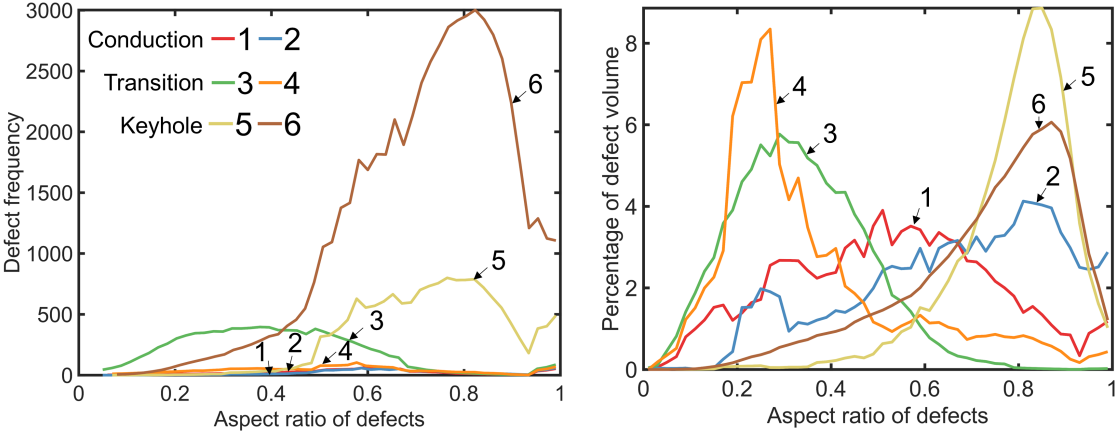 3000
2500
2000
1500
1000
500
0
Defect frequency
Conduction 1 2
Transition 3 4
Keyhole 5 6
6
5
3
4
2
1
0 0.2 0.4 0.6 0.8 1
Aspect ratio of defects
8
6
4
2
0
Percentage of defect volume
4
3
1
5
6
2
0 0.2 0.4 0.6 0.8 1
Aspect ratio of defects